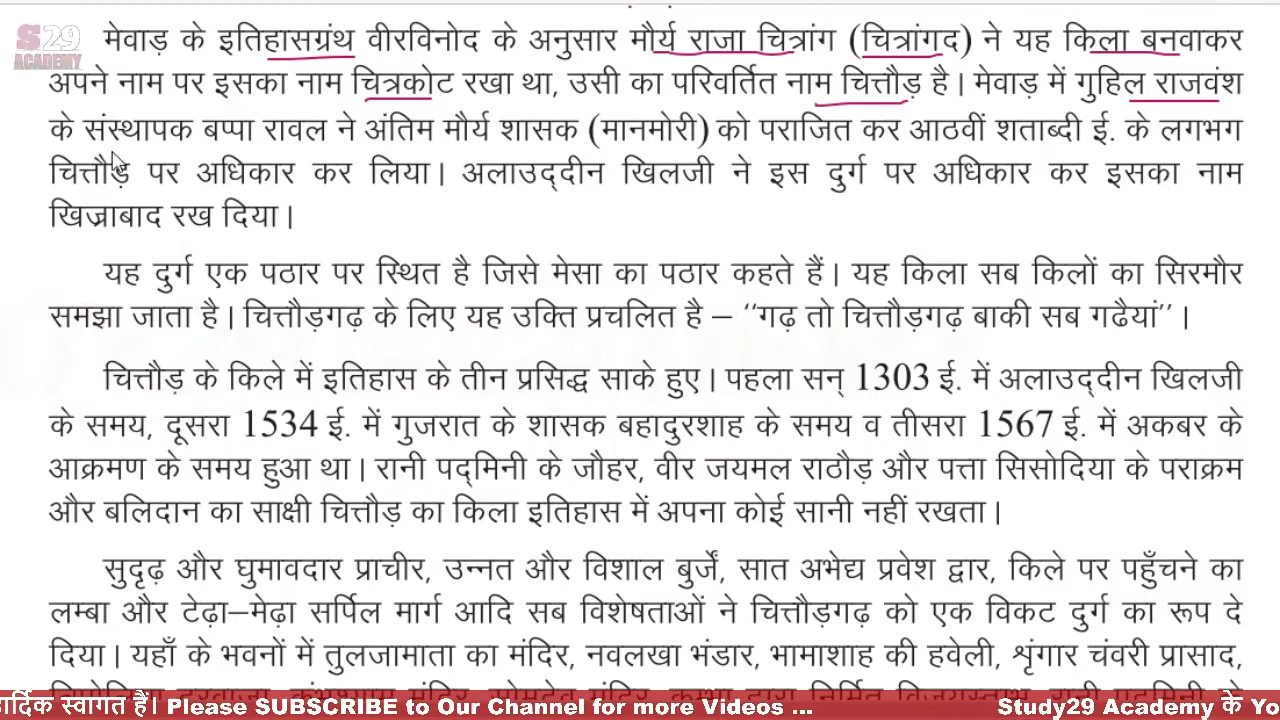 S29
ACADEMY
मेवाड़ के इतिहासग्रंथ वीरविनोद के अनुसार मौर्य राजा चित्रांग (चित्रांगद) ने यह किला बनवाकर
अपने नाम पर इसका नाम चित्रकोट रखा था, उसी का परिवर्तित नाम चित्तौड़ है। मेवाड़ में गुहिल राजवंश
के संस्थापक बप्पा रावल ने अंतिम मौर्य शासक (मानमोरी) को पराजित कर आठवीं शताब्दी ई. के लगभग
चित्तौड़ पर अधिकार कर लिया। अलाउद्दीन खिलजी ने इस दुर्ग पर अधिकार कर इसका नाम
खिज्राबाद रख दिया।
यह दुर्ग एक पठार पर स्थित है जिसे मेसा का पठार कहते हैं। यह किला सब किलों का सिरमौर
समझा जाता है। चित्तौड़गढ़ के लिए यह उक्ति प्रचलित है – ‘‘गढ़ तो चित्तौड़गढ़ बाकी सब गढैयां’’।
चित्तौड़ के किले में इतिहास के तीन प्रसिद्ध साके हुए। पहला सन् 1303 ई. में अलाउद्दीन खिलजी
के समय, दूसरा 1534 ई. में गुजरात के शासक बहादुरशाह के समय व तीसरा 1567 ई. में अकबर के
आक्रमण के समय हुआ था। रानी पद्मिनी के जौहर, वीर जयमल राठौड़ और पत्ता सिसोदिया के पराक्रम
और बलिदान का साक्षी चित्तौड़ का किला इतिहास में अपना कोई सानी नहीं रखता।
सुदृढ़ और घुमावदार प्राचीर, उन्नत और विशाल बुर्जें, सात अभेद्य प्रवेश द्वार, किले पर पहुँचने का
लम्बा और टेढ़ा–मेढ़ा सर्पिल मार्ग आदि सब विशेषताओं ने चित्तौड़गढ़ को एक विकट दुर्ग का रूप दे
दिया। यहाँ के भवनों में तुलजामाता का मंदिर, नवलखा भंडार, भामाशाह की हवेली, शृंगार चंवरी प्रासाद,
स्वागत हैं। Please SUBSCRIBE to Our Channel for more Videos ... Study29 Academy के Yo